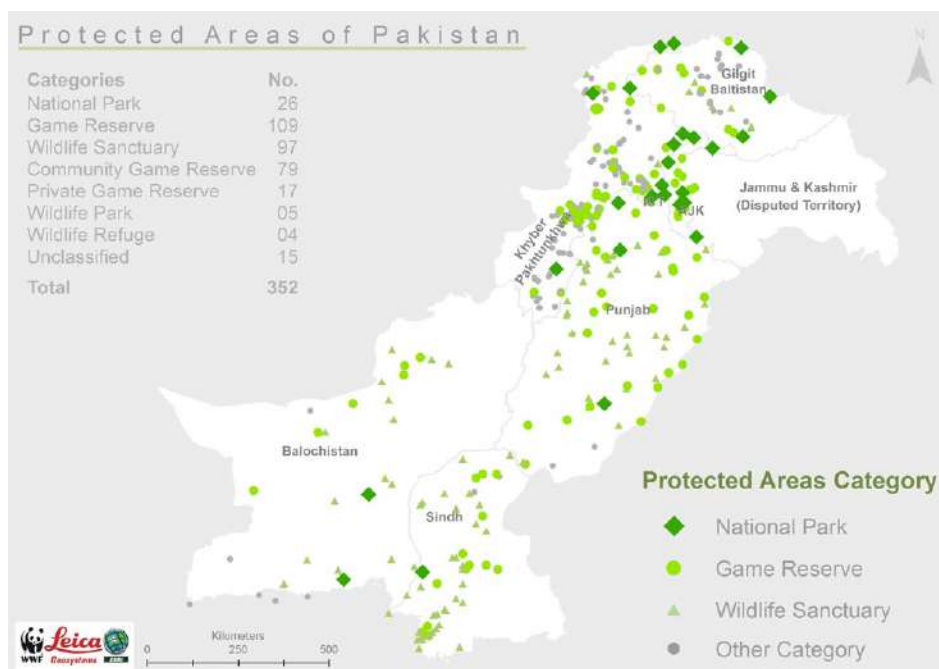 Protected Areas of Pakistan
Categories No.
National Park 26
Game Reserve 109
Wildlife Sanctuary 97
Community Game Reserve 79
Private Game Reserve 17
Wildlife Park 05
Wildlife Refuge 04
Unclassified 15
Total 352
N
Gilgit
Baltistan
Jammu & Kashmir
(Disputed Territory)
AJK
Khyber
Pakhtunkhwa
Punjab
Balochistan
Sindh
Protected Areas Category
National Park
Game Reserve
Wildlife Sanctuary
Other Category
WWF
Leica
Geosystems
Kilometers
0 250 500